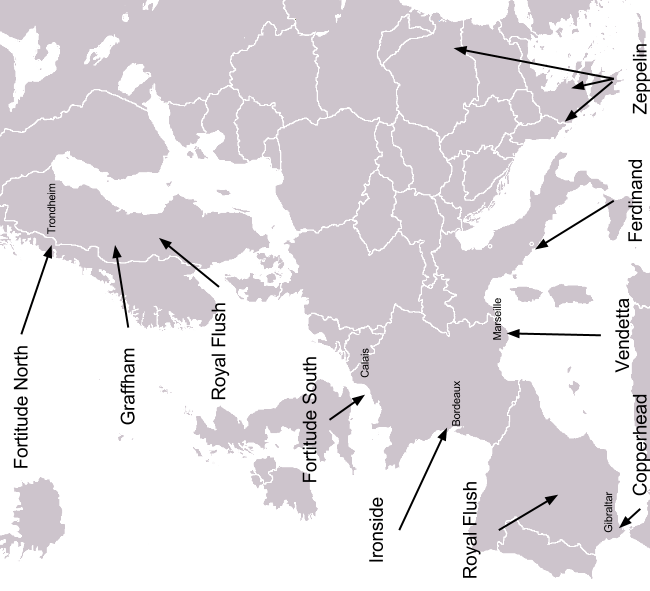 Fortitude North
Trondheim
Graffham
Royal Flush
Fortitude South
Calais
Ironside
Bordeaux
Royal Flush
Marseille
Vendetta
Gibraltar
Copperhead
Ferdinand
Zeppelin